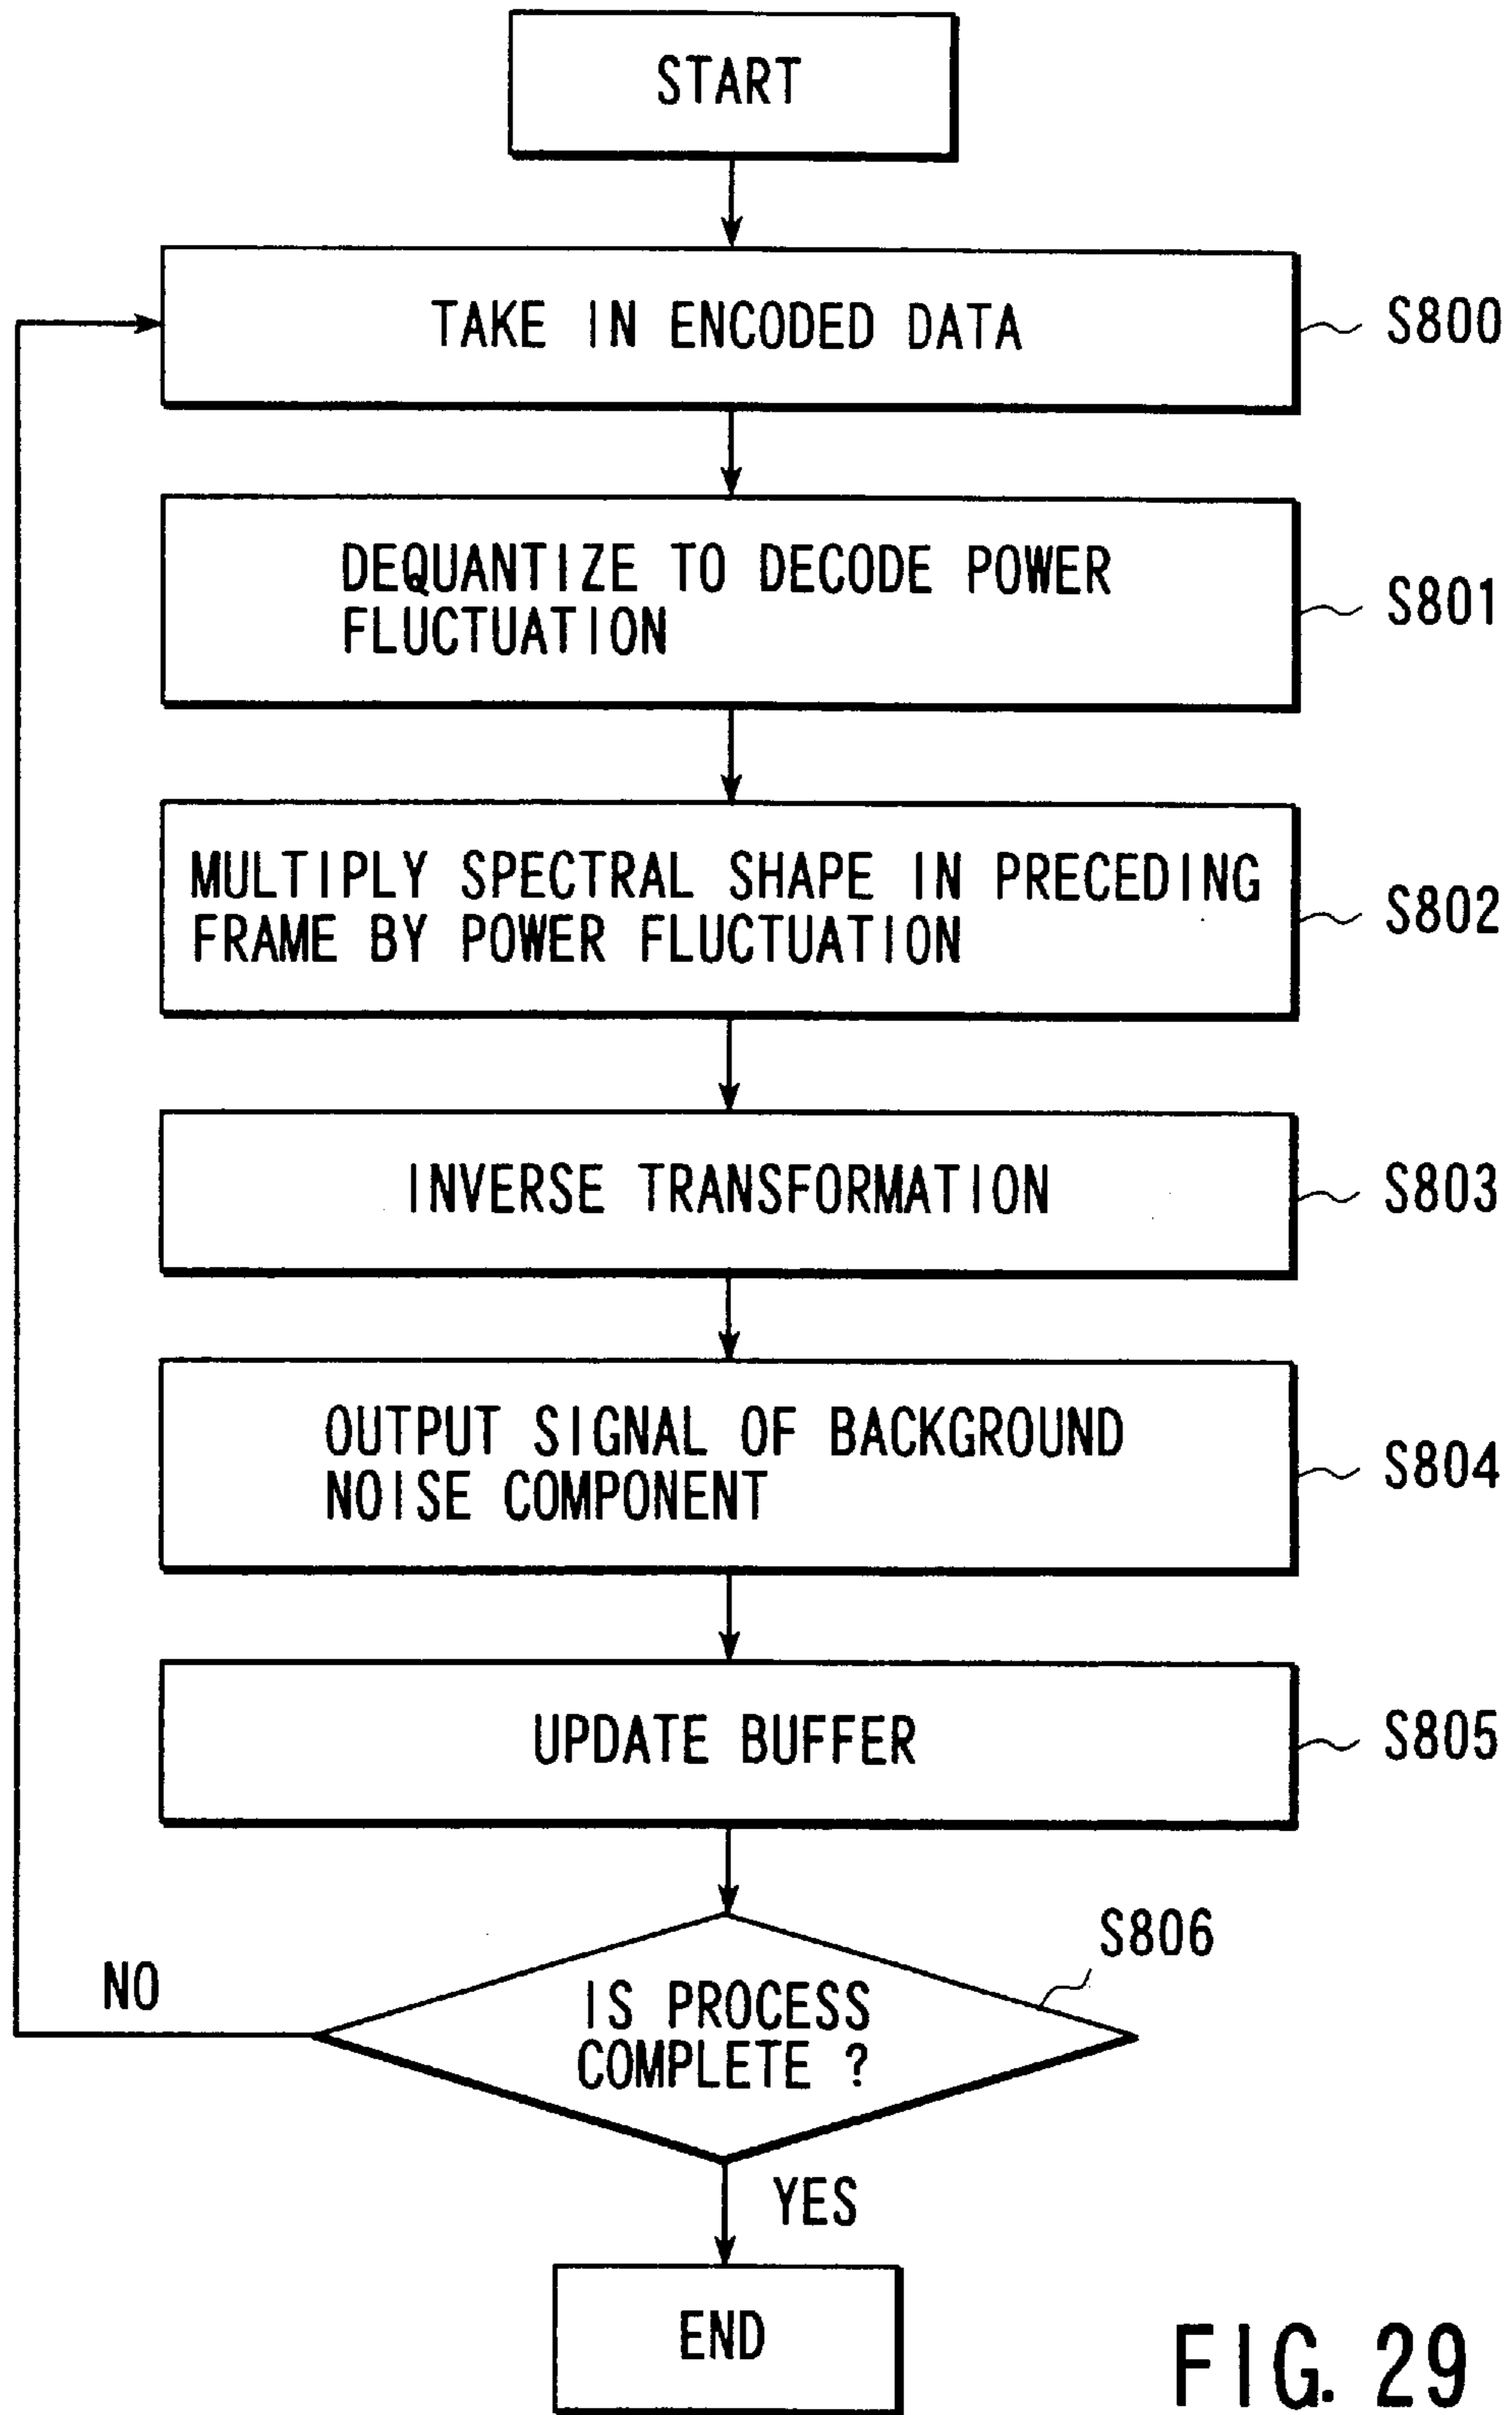 START
TAKE IN ENCODED DATA
S800
DEQUANTIZE TO DECODE POWER
FLUCTUATION
S801
MULTIPLY SPECTRAL SHAPE IN PRECEDING
FRAME BY POWER FLUCTUATION
S802
INVERSE TRANSFORMATION
S803
OUTPUT SIGNAL OF BACKGROUND
NOISE COMPONENT
S804
UPDATE BUFFER
S805
S806
NO
IS PROCESS
COMPLETE ?
YES
END
FIG. 29